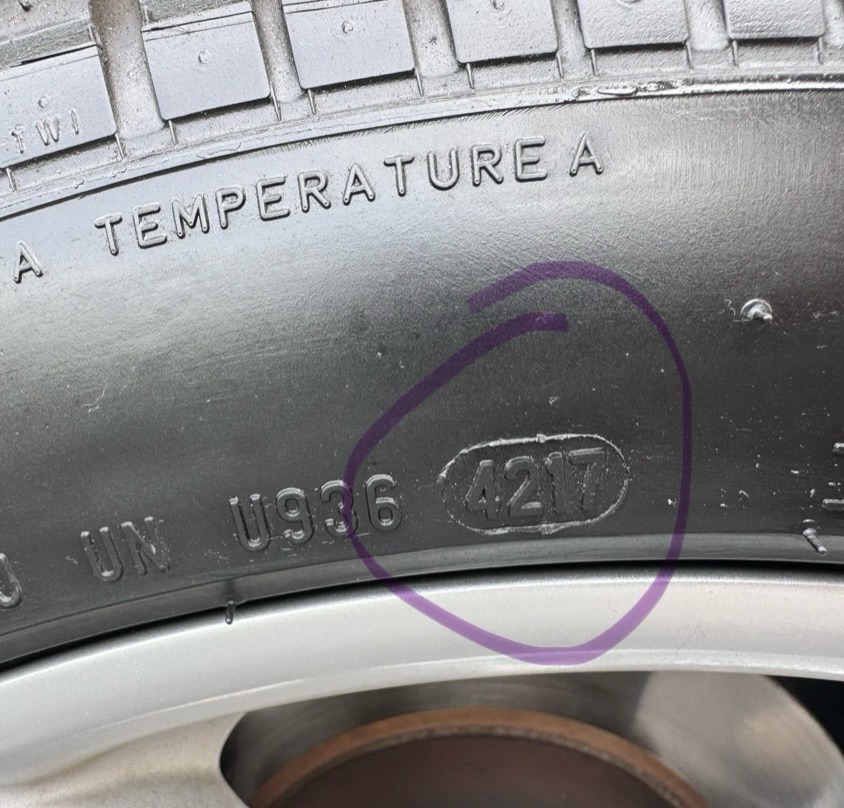 TWI
A TEMPERATURE A
UN U936 4217